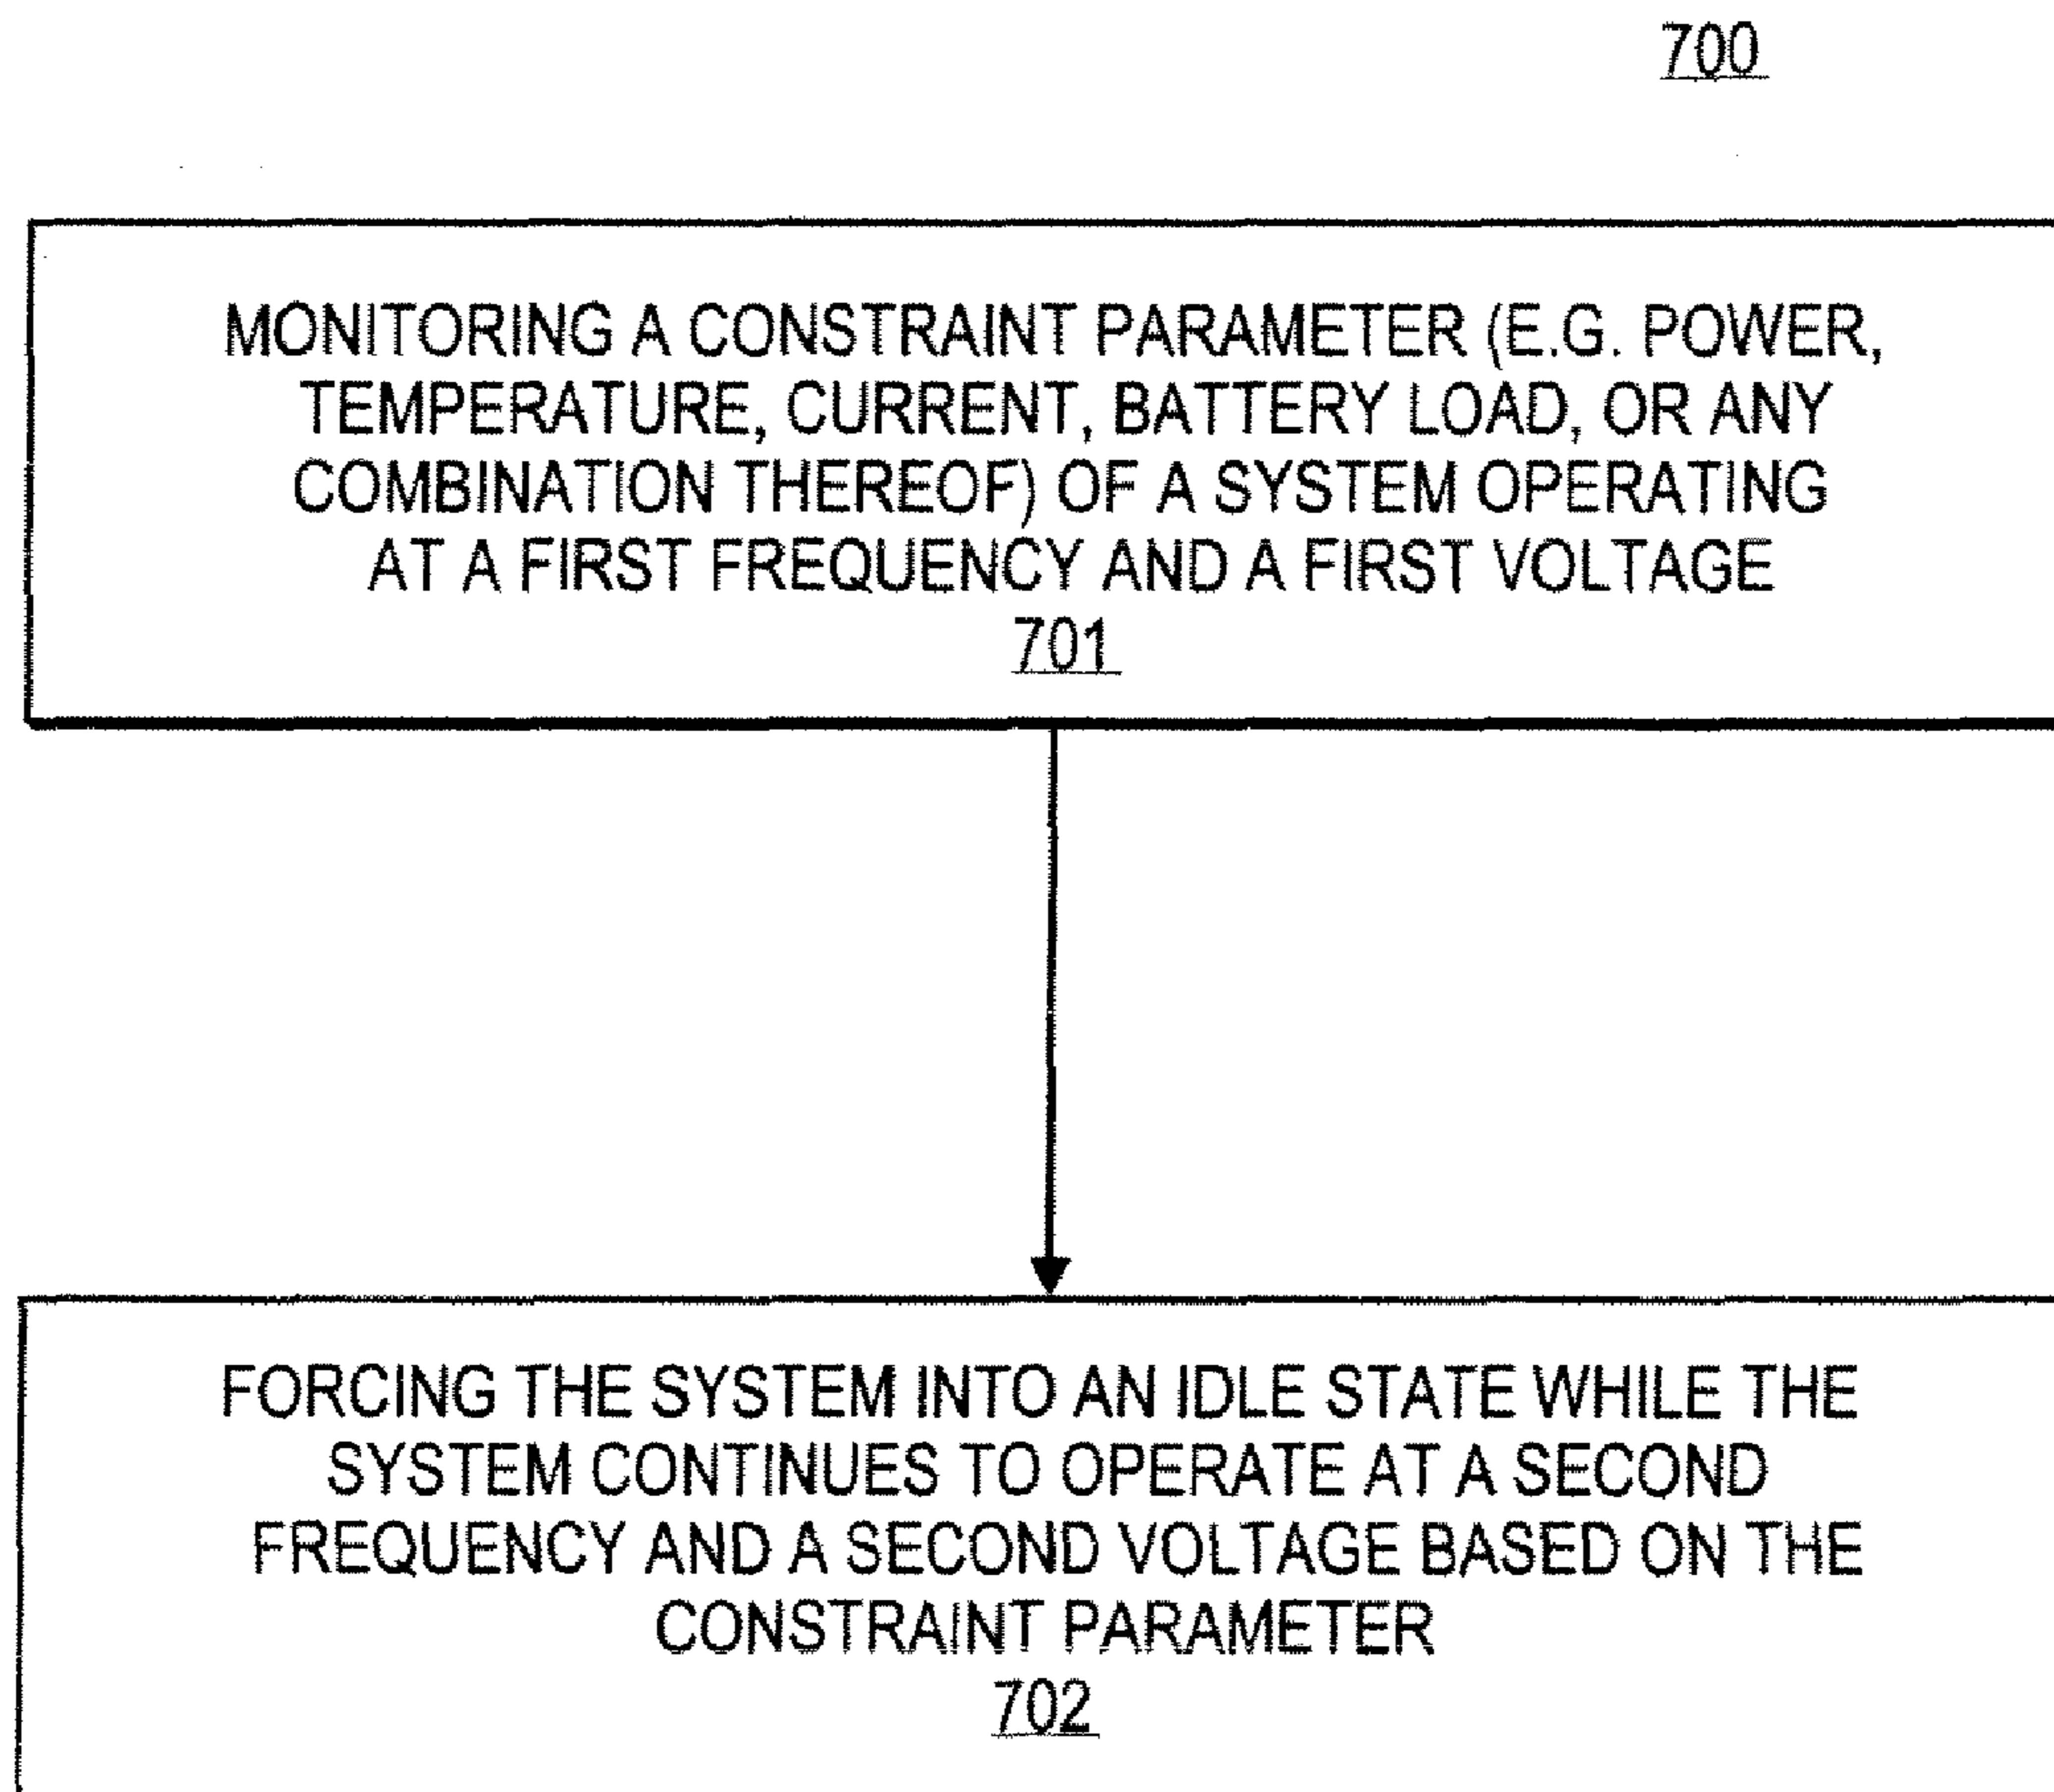 700
MONITORING A CONSTRAINT PARAMETER (E.G. POWER,
TEMPERATURE, CURRENT, BATTERY LOAD, OR ANY
COMBINATION THEREOF) OF A SYSTEM OPERATING
AT A FIRST FREQUENCY AND A FIRST VOLTAGE
701
FORCING THE SYSTEM INTO AN IDLE STATE WHILE THE
SYSTEM CONTINUES TO OPERATE AT A SECOND
FREQUENCY AND A SECOND VOLTAGE BASED ON THE
CONSTRAINT PARAMETER
702